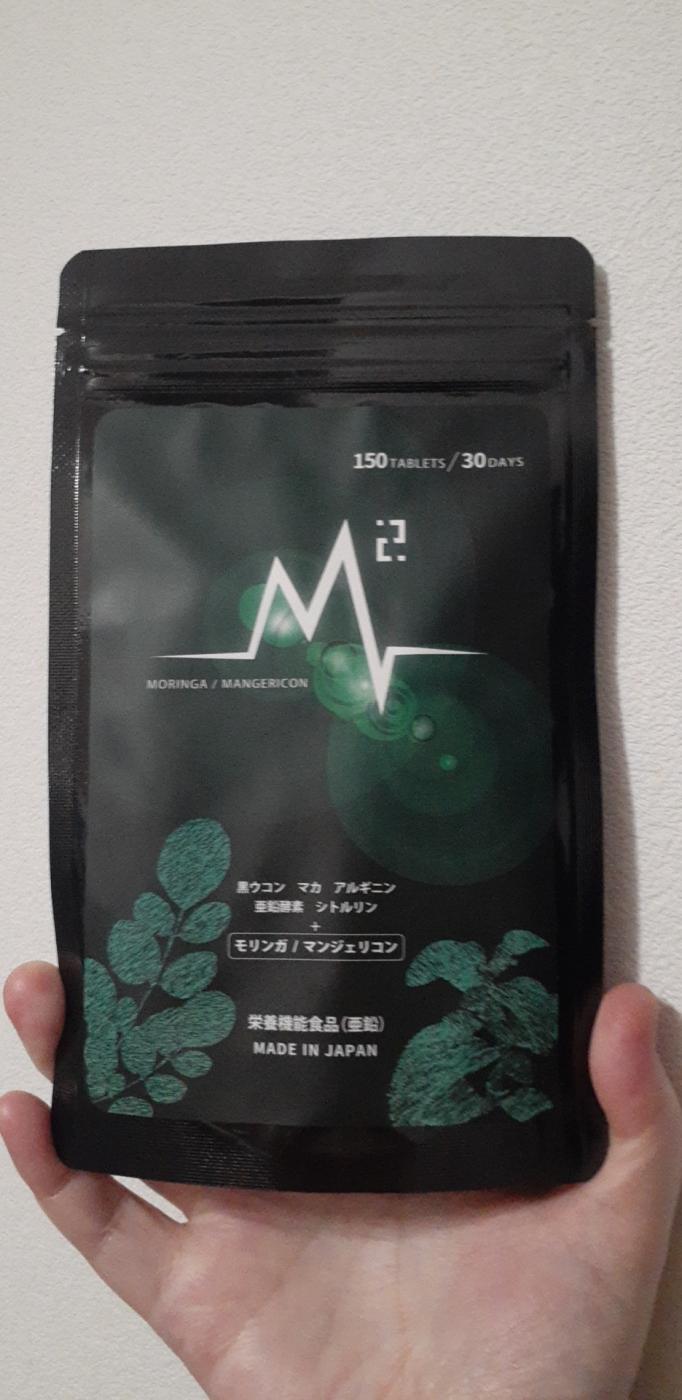 150 TABLETS / 30 DAYS
M2
MORINGA / MANGERICON
黒ウコン マカ アルギニン
亜鉛酵素 シトルリン
+
モリンガ / マンジェリコン
栄養機能食品(亜鉛)
MADE IN JAPAN